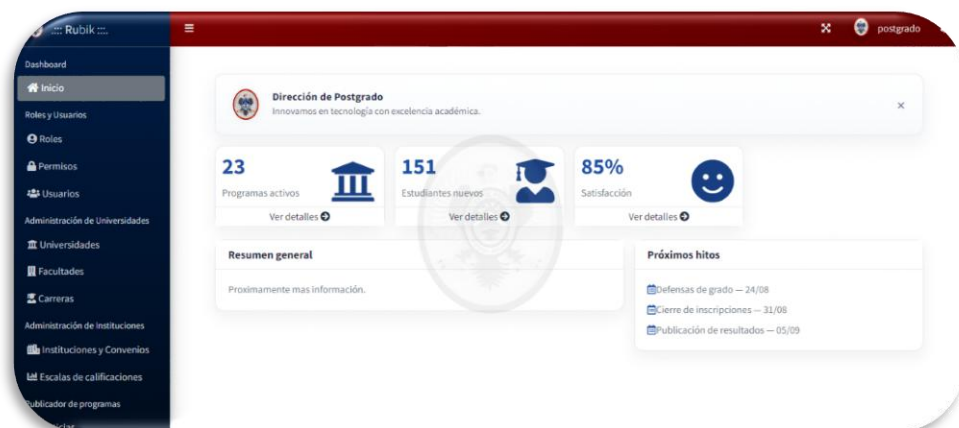 .::: Rubik :::.
postgrado
Dashboard
Inicio
Roles y Usuarios
Roles
Permisos
Usuarios
Administración de Universidades
Universidades
Facultades
Carreras
Administración de Instituciones
Instituciones y Convenios
Escalas de calificaciones
Publicador de programas
Dirección de Postgrado
Innovamos en tecnología con excelencia académica.
×
23
Programas activos
Ver detalles
151
Estudiantes nuevos
Ver detalles
85%
Satisfacción
Ver detalles
Resumen general
Proximamente mas información.
Próximos hitos
Defensas de grado — 24/08
Cierre de inscripciones — 31/08
Publicación de resultados — 05/09